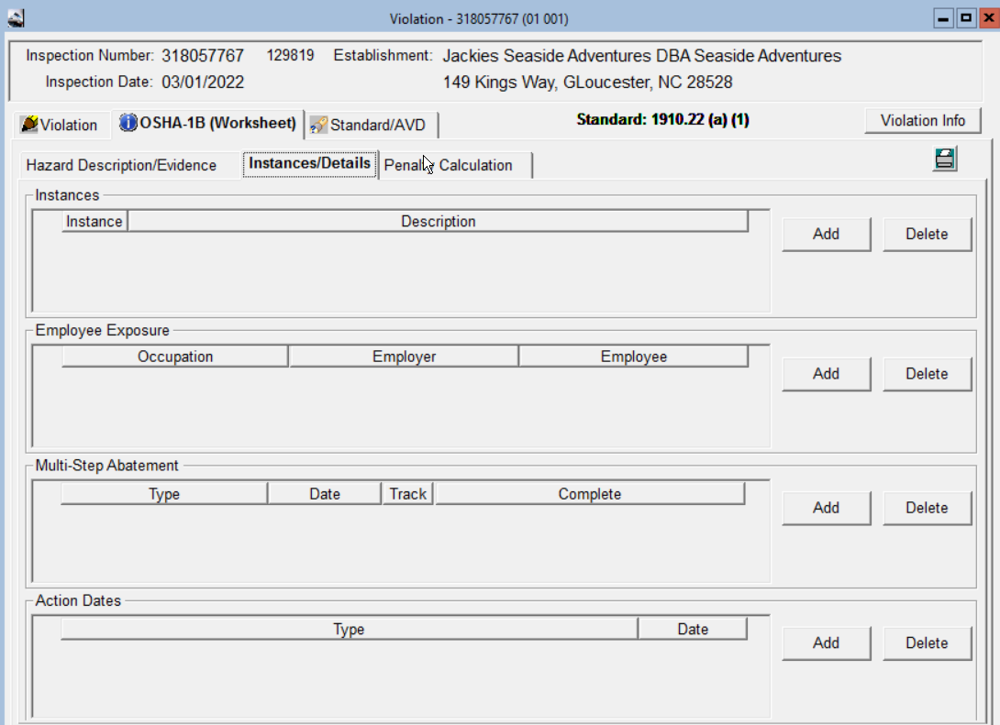 Violation - 318057767 (01 001)
Inspection Number: 318057767 129819 Establishment: Jackies Seaside Adventures DBA Seaside Adventures
Inspection Date: 03/01/2022 149 Kings Way, GLoucester, NC 28528
Violation OSHA-1B (Worksheet) Standard/AVD Standard: 1910.22 (a) (1) Violation Info
Hazard Description/Evidence Instances/Details Penalty Calculation
Instances
Instance Description Add Delete
Employee Exposure
Occupation Employer Employee Add Delete
Multi-Step Abatement
Type Date Track Complete Add Delete
Action Dates
Type Date Add Delete